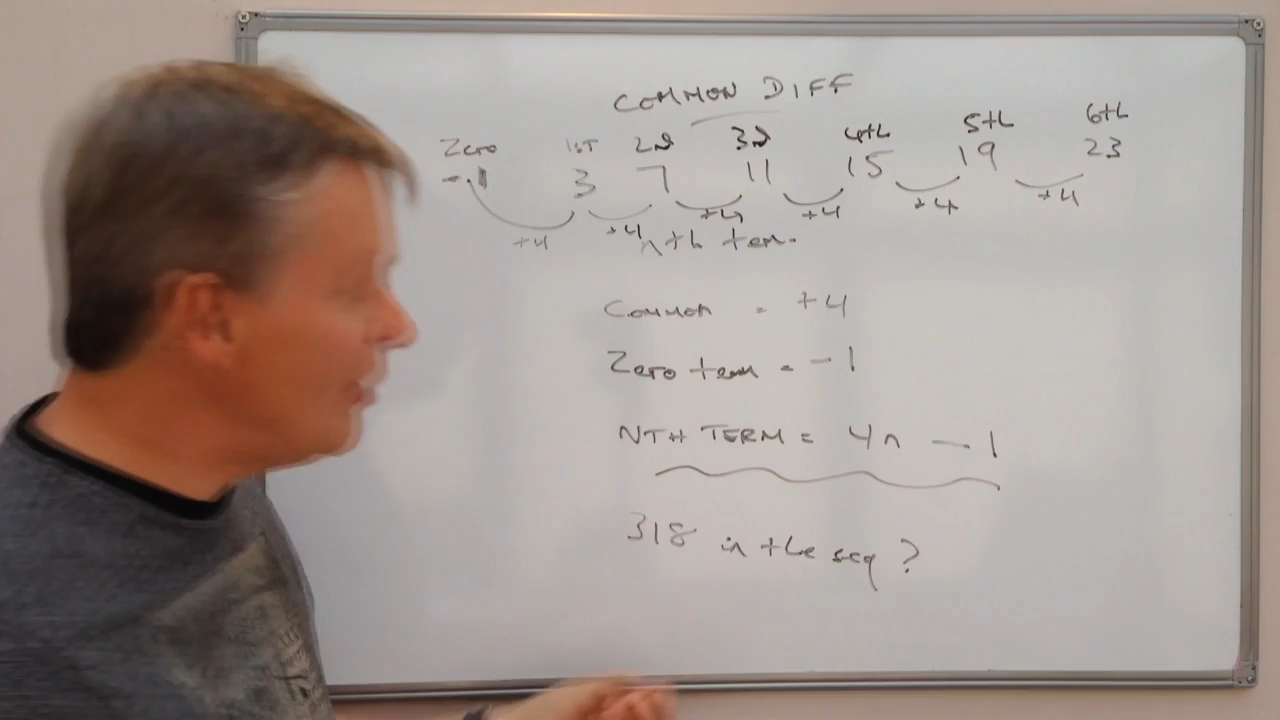 COMMON DIFF
Zero 1ST 2nd 3rd 4th 5th 6th
-1 3 7 11 15 19 23
+4 +4 +4 +4 +4 +4
nth term
Common = +4
Zero term = -1
NTH TERM = 4n - 1
318 in the seq?